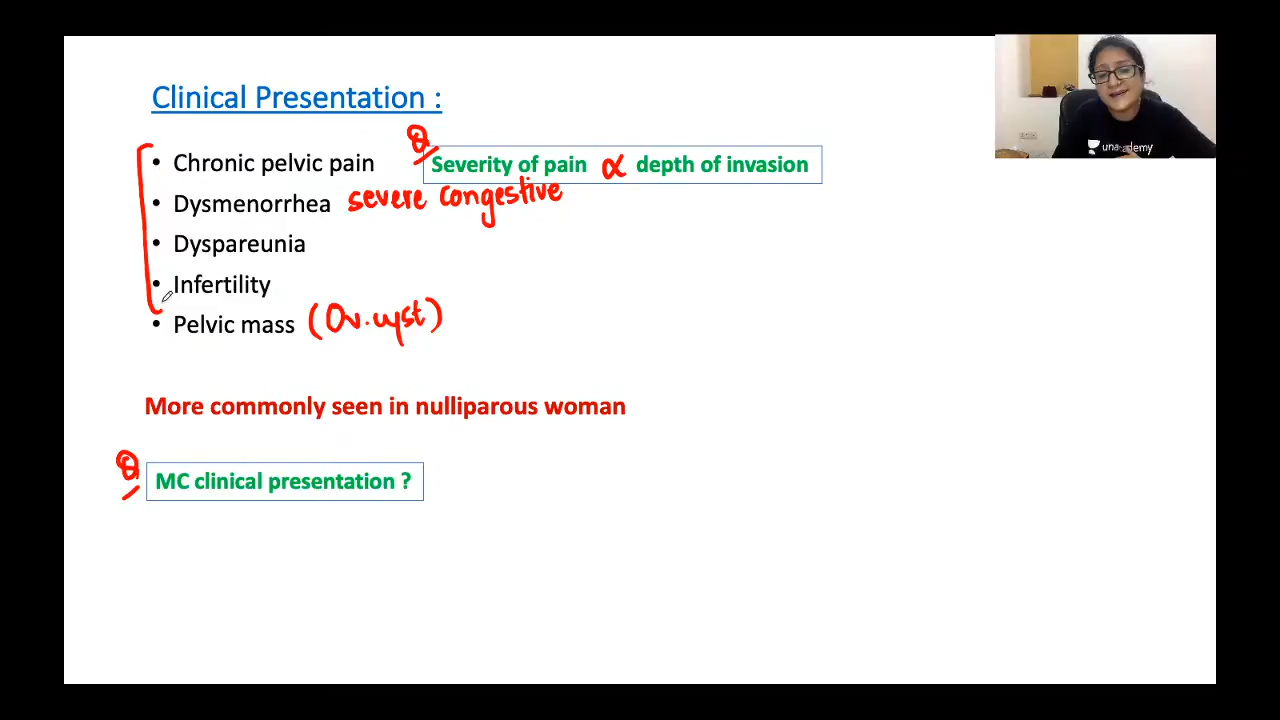 Clinical Presentation :
Q
• Chronic pelvic pain Severity of pain ∝ depth of invasion
• Dysmenorrhea severe congestive
• Dyspareunia
• Infertility
• Pelvic mass (Ov. cyst)
More commonly seen in nulliparous woman
Q
MC clinical presentation ?
unacademy